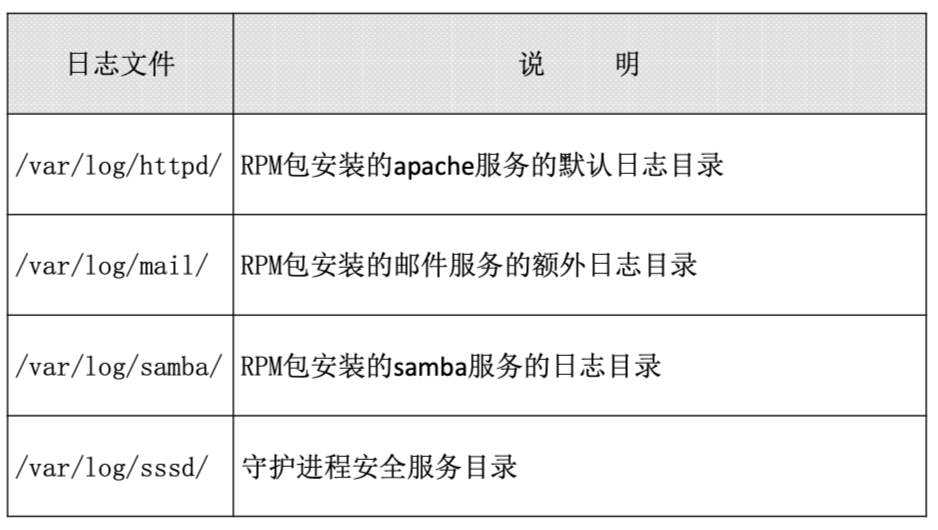 日志文件 说 明
/var/log/httpd/ RPM包安装的apache服务的默认日志目录
/var/log/mail/ RPM包安装的邮件服务的额外日志目录
/var/log/samba/ RPM包安装的samba服务的日志目录
/var/log/sssd/ 守护进程安全服务目录